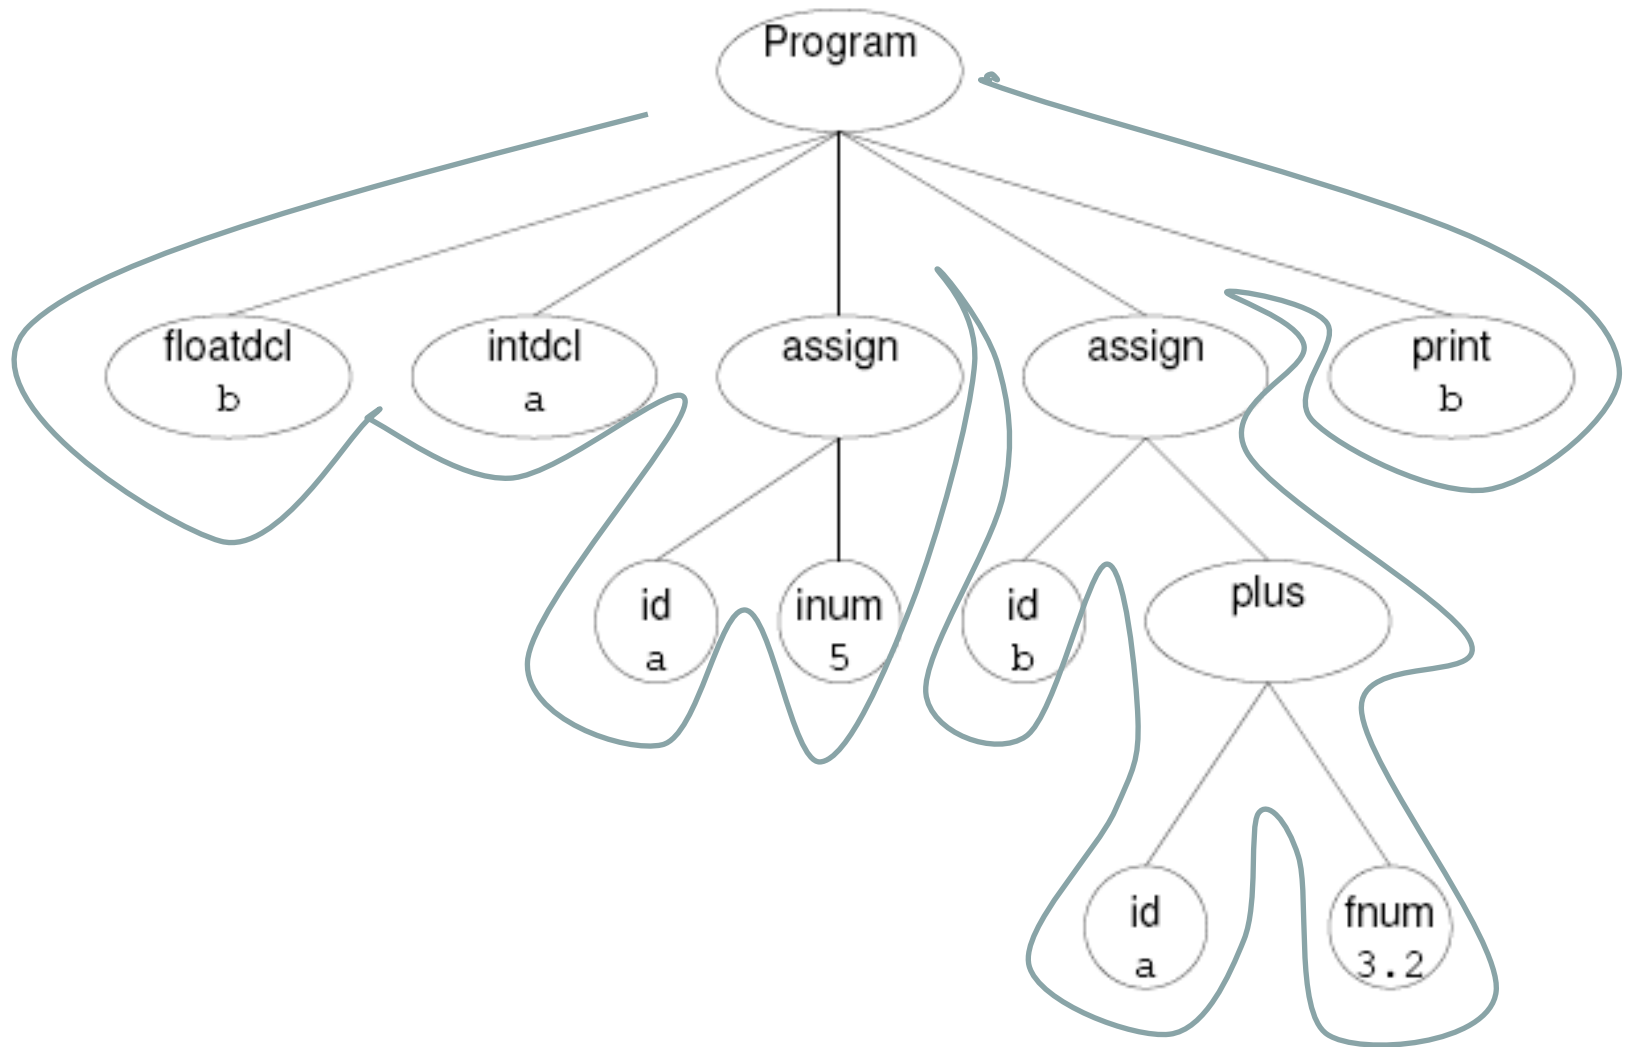 Program
floatdcl
b
intdcl
a
assign
assign
print
b
id
a
inum
5
id
b
plus
id
a
fnum
3.2